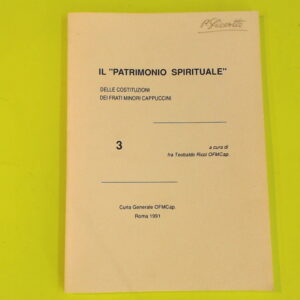 IL "PATRIMONIO SPIRITUALE"
DELLE COSTITUZIONI
DEI FRATI MINORI CAPPUCCINI
3
a cura di
fra Teobaldo Ricci OFMCap.
Curia Generale OFMCap.
Roma 1991